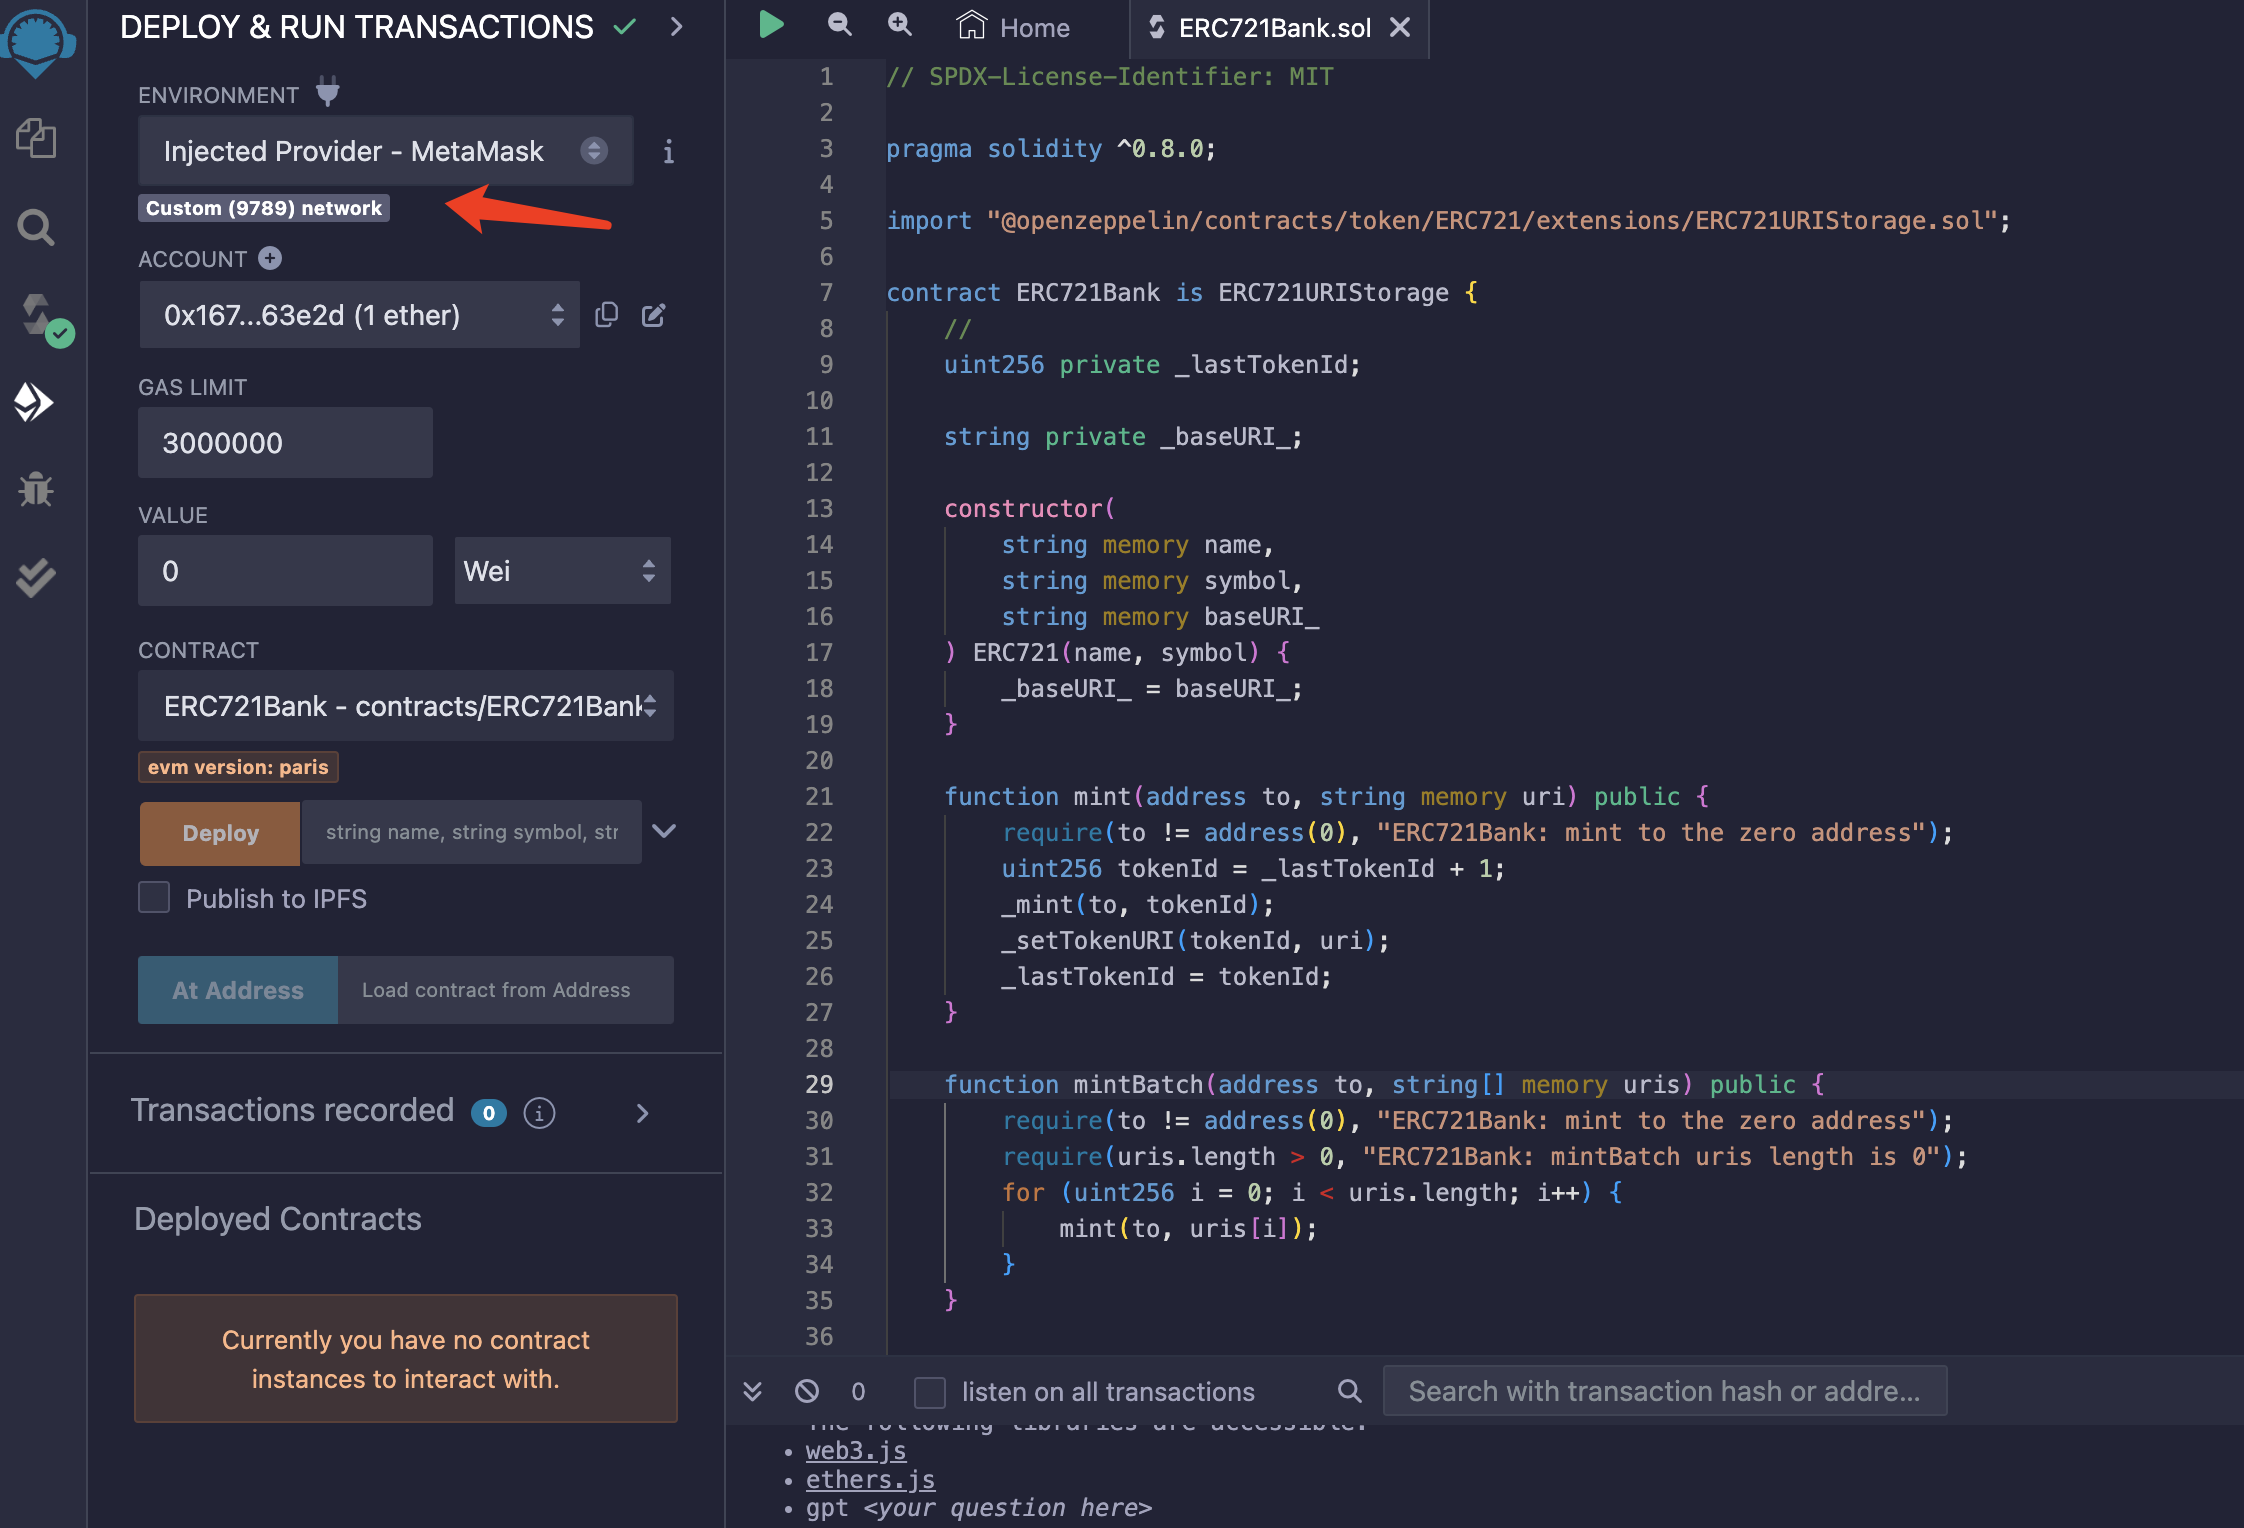 DEPLOY & RUN TRANSACTIONS
ENVIRONMENT
Injected Provider - MetaMask
Custom (9789) network
ACCOUNT
0x167...63e2d (1 ether)
GAS LIMIT
3000000
VALUE
0
Wei
CONTRACT
ERC721Bank - contracts/ERC721Bank
evm version: paris
Deploy
string name, string symbol, str
Publish to IPFS
At Address
Load contract from Address
Transactions recorded 0
Deployed Contracts
Currently you have no contract
instances to interact with.
Home
ERC721Bank.sol
1 // SPDX-License-Identifier: MIT
2
3 pragma solidity ^0.8.0;
4
5 import "@openzeppelin/contracts/token/ERC721/extensions/ERC721URIStorage.sol";
6
7 contract ERC721Bank is ERC721URIStorage {
8     //
9     uint256 private _lastTokenId;
10
11     string private _baseURI_;
12
13     constructor(
14         string memory name,
15         string memory symbol,
16         string memory baseURI_
17     ) ERC721(name, symbol) {
18         _baseURI_ = baseURI_;
19     }
20
21     function mint(address to, string memory uri) public {
22         require(to != address(0), "ERC721Bank: mint to the zero address");
23         uint256 tokenId = _lastTokenId + 1;
24         _mint(to, tokenId);
25         _setTokenURI(tokenId, uri);
26         _lastTokenId = tokenId;
27     }
28
29     function mintBatch(address to, string[] memory uris) public {
30         require(to != address(0), "ERC721Bank: mint to the zero address");
31         require(uris.length > 0, "ERC721Bank: mintBatch uris length is 0");
32         for (uint256 i = 0; i < uris.length; i++) {
33             mint(to, uris[i]);
34         }
35     }
36
0
listen on all transactions
Search with transaction hash or addre...
The following libraries are accessible:
• web3.js
• ethers.js
• gpt <your question here>